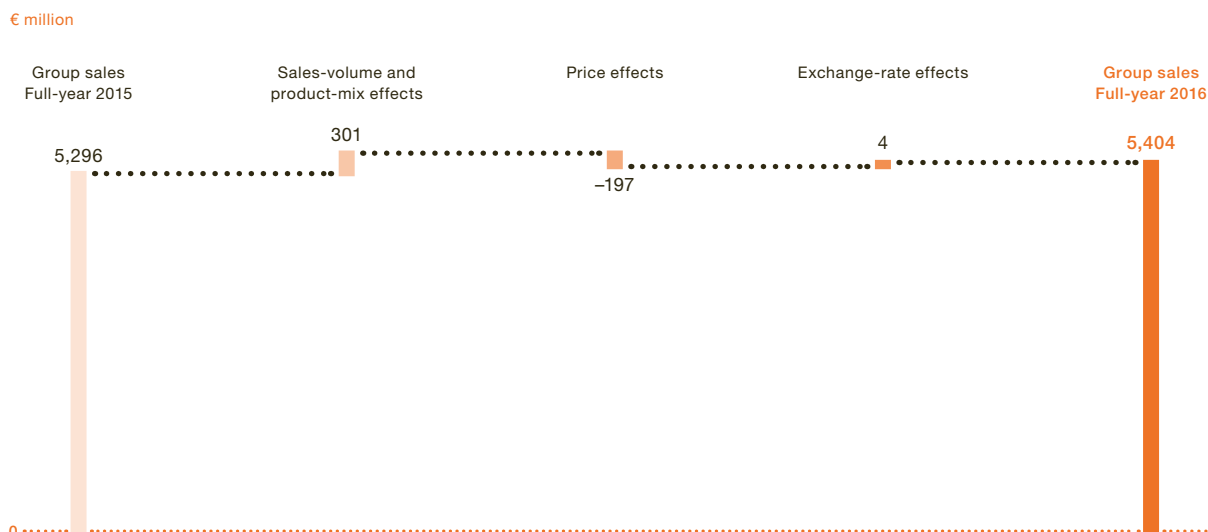 € million
Group sales
Full-year 2015
Sales-volume and
product-mix effects
Price effects
Exchange-rate effects
Group sales
Full-year 2016
5,296
301
–197
4
5,404
0